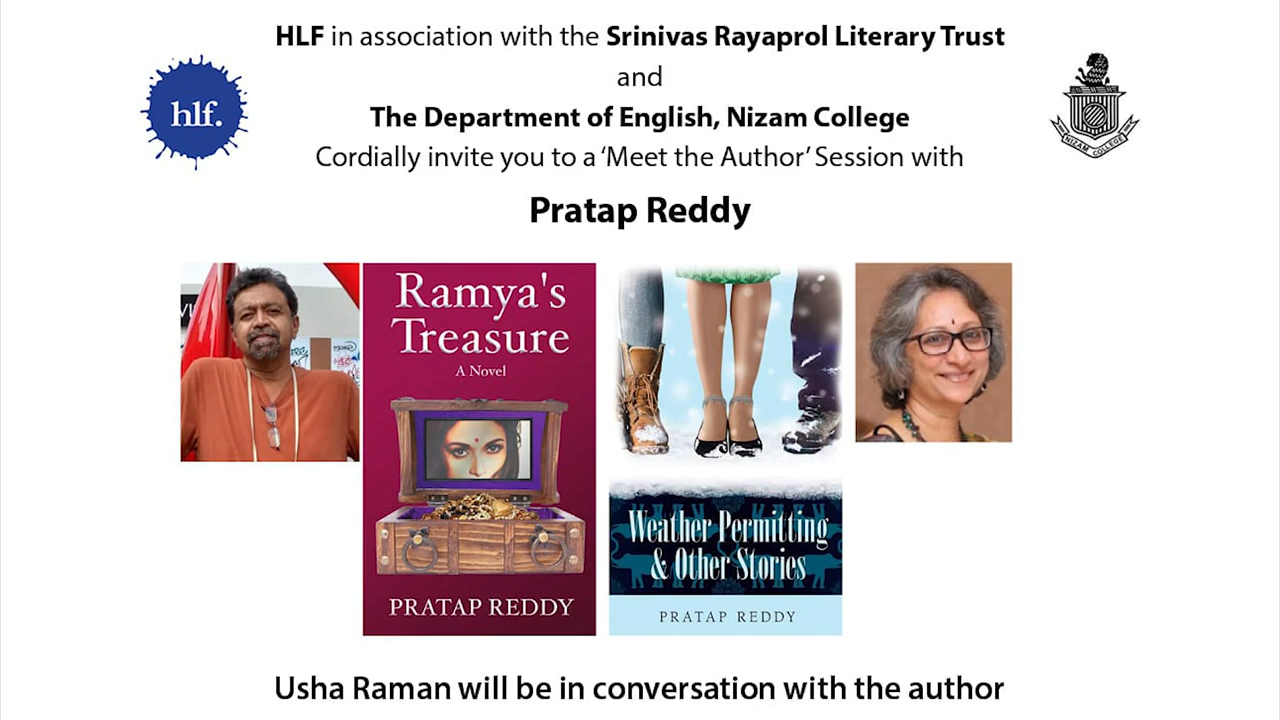 HLF in association with the Srinivas Rayaprol Literary Trust
and
The Department of English, Nizam College
Cordially invite you to a ‘Meet the Author’ Session with
Pratap Reddy
hlf.
NIZAM COLLEGE
Ramya's
Treasure
A Novel
PRATAP REDDY
Weather Permitting
& Other Stories
PRATAP REDDY
Usha Raman will be in conversation with the author